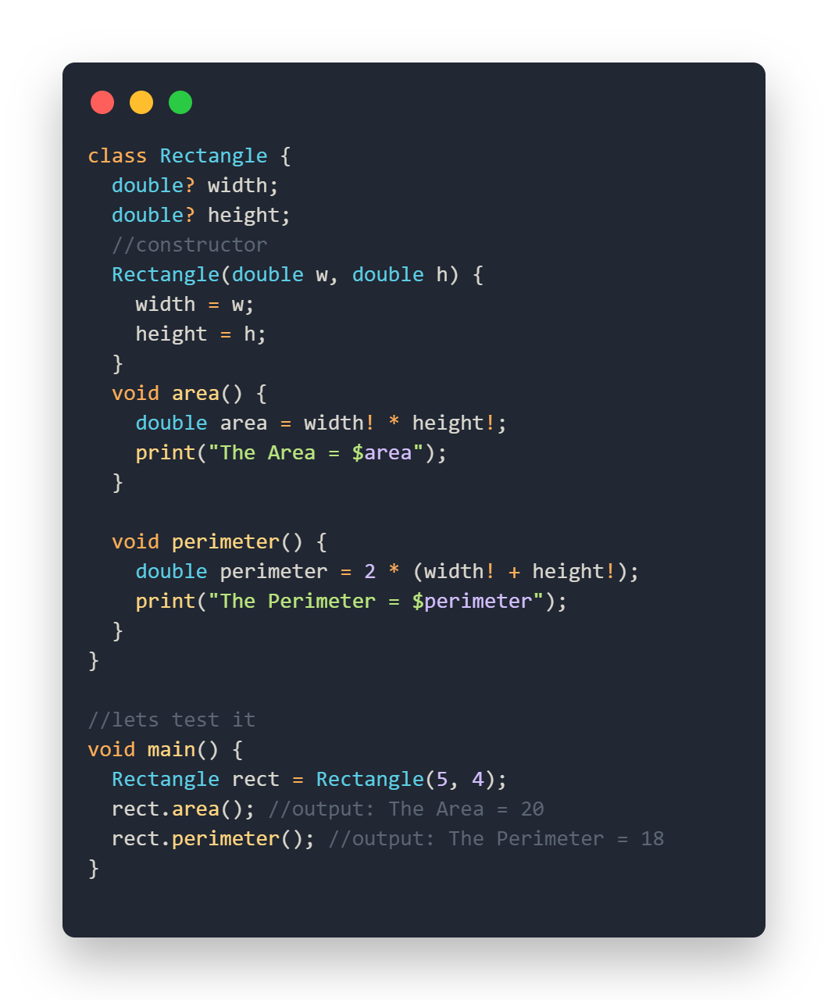 class Rectangle {
  double? width;
  double? height;
  //constructor
  Rectangle(double w, double h) {
    width = w;
    height = h;
  }
  void area() {
    double area = width! * height!;
    print("The Area = $area");
  }

  void perimeter() {
    double perimeter = 2 * (width! + height!);
    print("The Perimeter = $perimeter");
  }
}

//lets test it
void main() {
  Rectangle rect = Rectangle(5, 4);
  rect.area(); //output: The Area = 20
  rect.perimeter(); //output: The Perimeter = 18
}